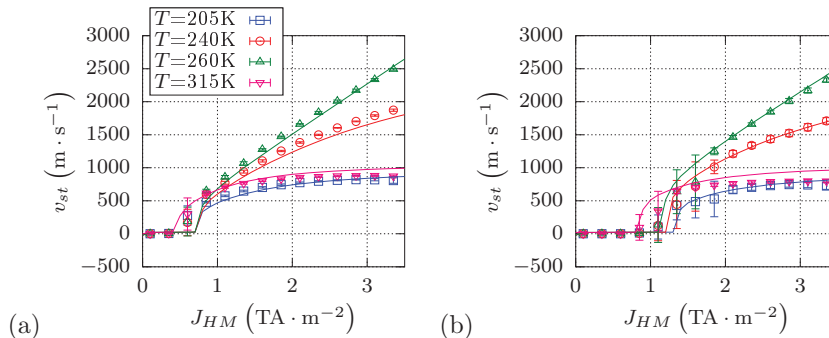 T=205K
T=240K
T=260K
T=315K
3000
2500
2000
1500
1000
500
0
−500
v_st (m · s⁻¹)
0 1 2 3
J_HM (TA · m⁻²)
(a)
3000
2500
2000
1500
1000
500
0
−500
v_st (m · s⁻¹)
0 1 2 3
J_HM (TA · m⁻²)
(b)